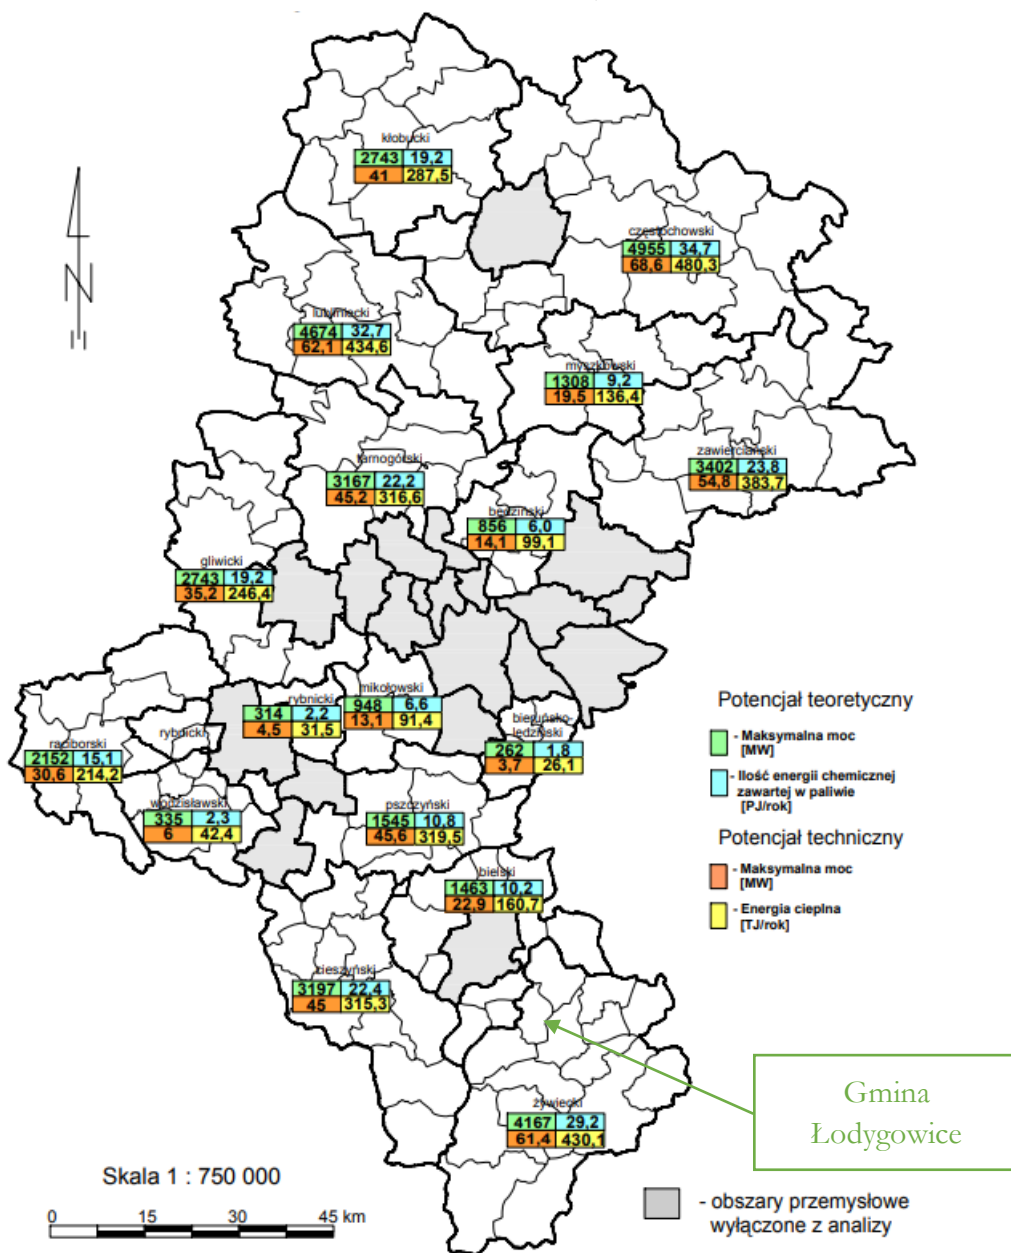 kłobucki
2743 19,2
41 287,5
częstochowski
4955 34,7
68,6 480,3
N
lubliniecki
4674 32,7
62,1 434,6
myszkowski
1308 9,2
19,5 136,4
zawierciański
3402 23,8
54,8 383,7
tarnogórski
3167 22,2
45,2 316,6
będziński
856 6,0
14,1 99,1
gliwicki
2743 19,2
35,2 246,4
mikołowski
948 6,6
13,1 91,4
rybnicki
314 2,2
4,5 31,5
bieruńsko-
lędziński
262 1,8
3,7 26,1
rybnicki
raciborski
2152 15,1
30,6 214,2
wodzisławski
335 2,3
6 42,4
pszczyński
1545 10,8
45,6 319,5
bielski
1463 10,2
22,9 160,7
cieszyński
3197 22,4
45 315,3
żywiecki
4167 29,2
61,4 430,1
Potencjał teoretyczny
- Maksymalna moc
[MW]
- Ilość energii chemicznej
zawartej w paliwie
[PJ/rok]
Potencjał techniczny
- Maksymalna moc
[MW]
- Energia cieplna
[TJ/rok]
Gmina
Łodygowice
Skala 1 : 750 000
0 15 30 45 km
- obszary przemysłowe
wyłączone z analizy